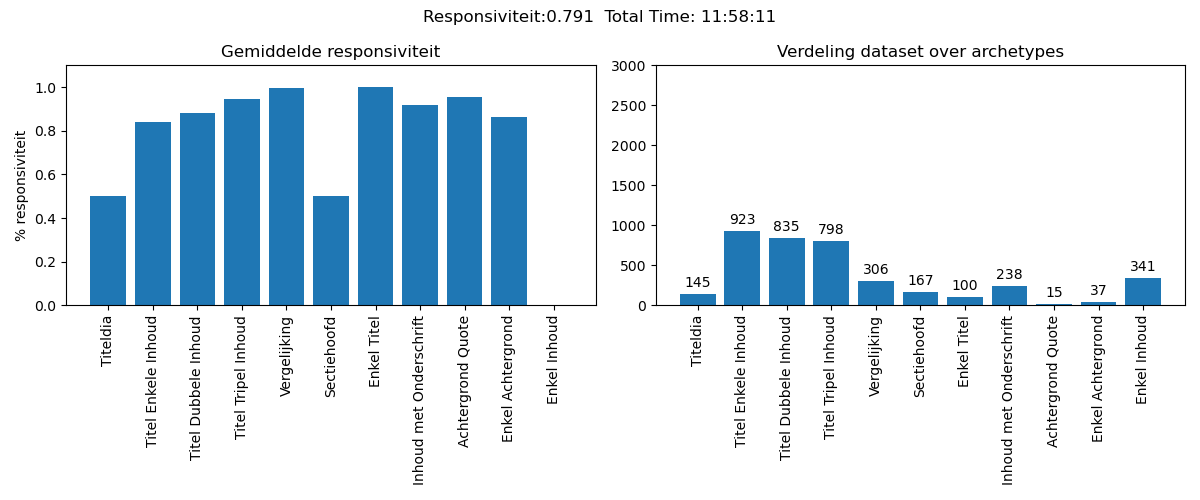 Responsiviteit:0.791  Total Time: 11:58:11
Gemiddelde responsiviteit
% responsiviteit
1.0
0.8
0.6
0.4
0.2
0.0
Titeldia
Titel Enkele Inhoud
Titel Dubbele Inhoud
Titel Tripel Inhoud
Vergelijking
Sectiehoofd
Enkel Titel
Inhoud met Onderschrift
Achtergrond Quote
Enkel Achtergrond
Enkel Inhoud
Verdeling dataset over archetypes
3000
2500
2000
1500
1000
500
0
145
923
835
798
306
167
100
238
15
37
341
Titeldia
Titel Enkele Inhoud
Titel Dubbele Inhoud
Titel Tripel Inhoud
Vergelijking
Sectiehoofd
Enkel Titel
Inhoud met Onderschrift
Achtergrond Quote
Enkel Achtergrond
Enkel Inhoud